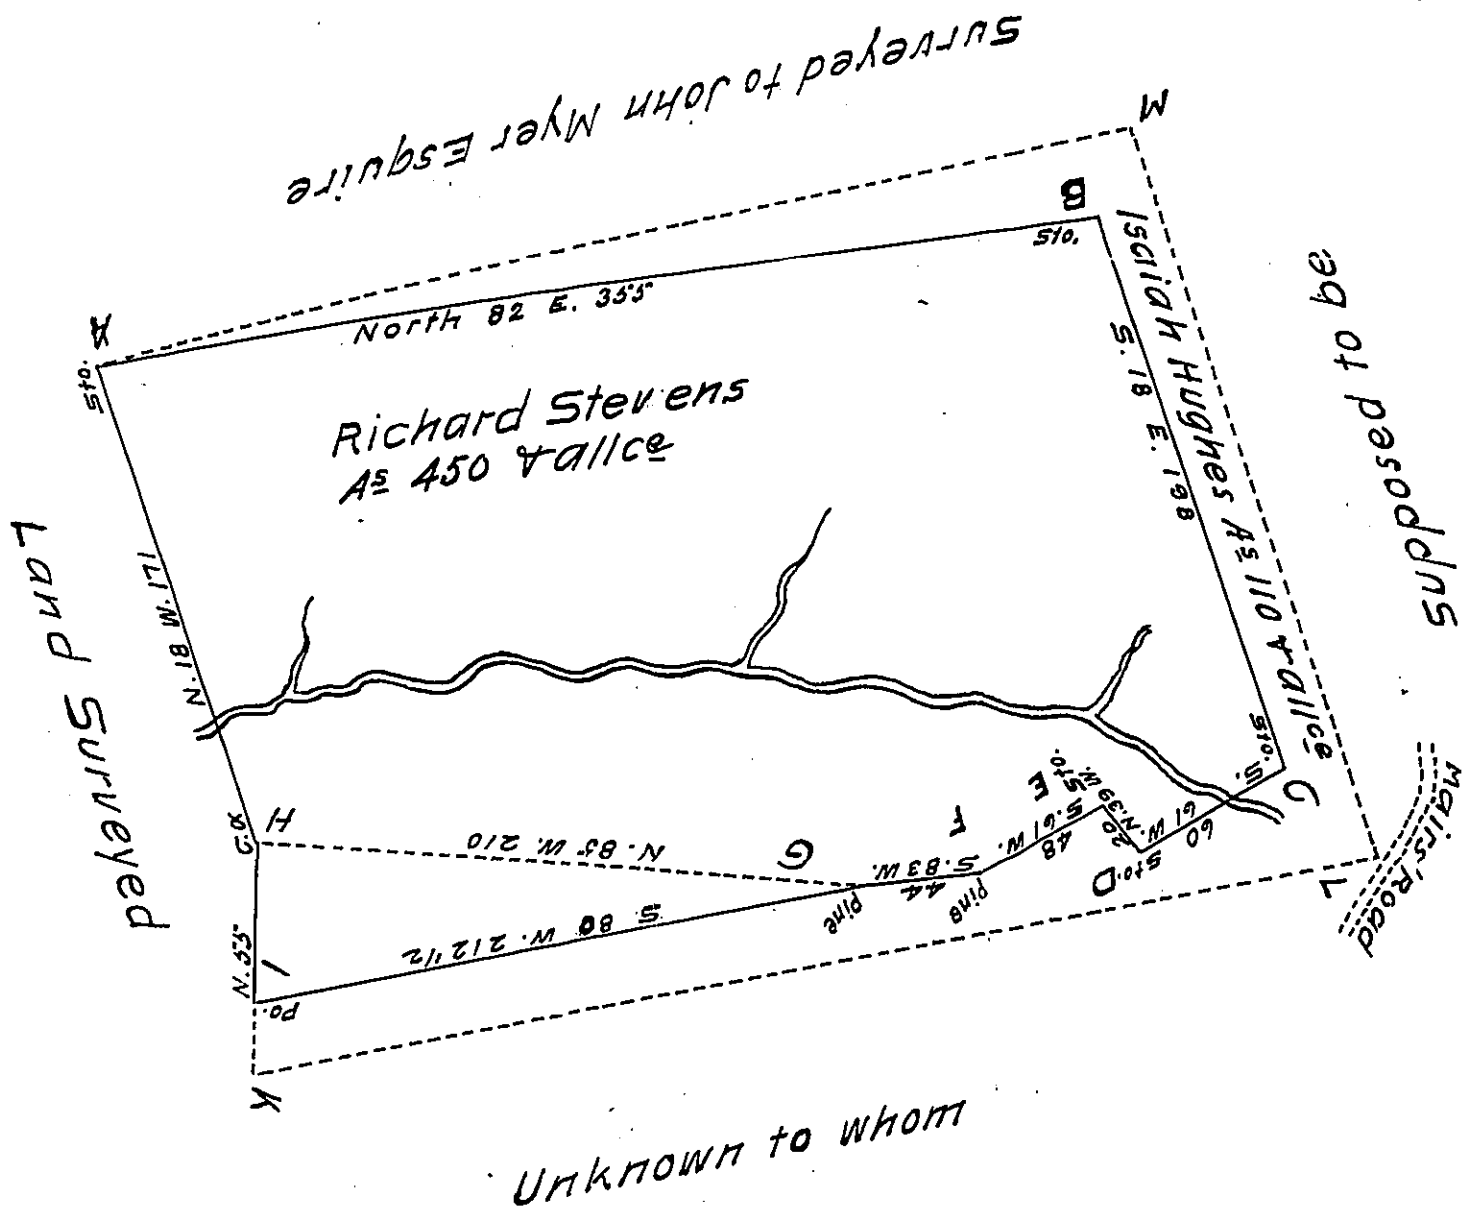 Surveyed to John Myer Esquire
M
B
Sto.
A
Sto.
North 82 E. 355
Richard Stevens
As 450 & allce
Isaiah Hughes As 110 & allce
S. 18 E. 198
Supposed to be
Land Surveyed
N. 18 W. 171
Sto. S.
C
Mairs' Road
L
S. 61 W.
60
Sto. D
N. 39 W.
20
Sto.
E
S. 61 W.
48
F
Pine
S. 83 W.
44
G
Pine
N. 85 W. 210
H
C.O.
S 80 W. 212 1/2
N. 55
I
Po.
K
Unknown to whom